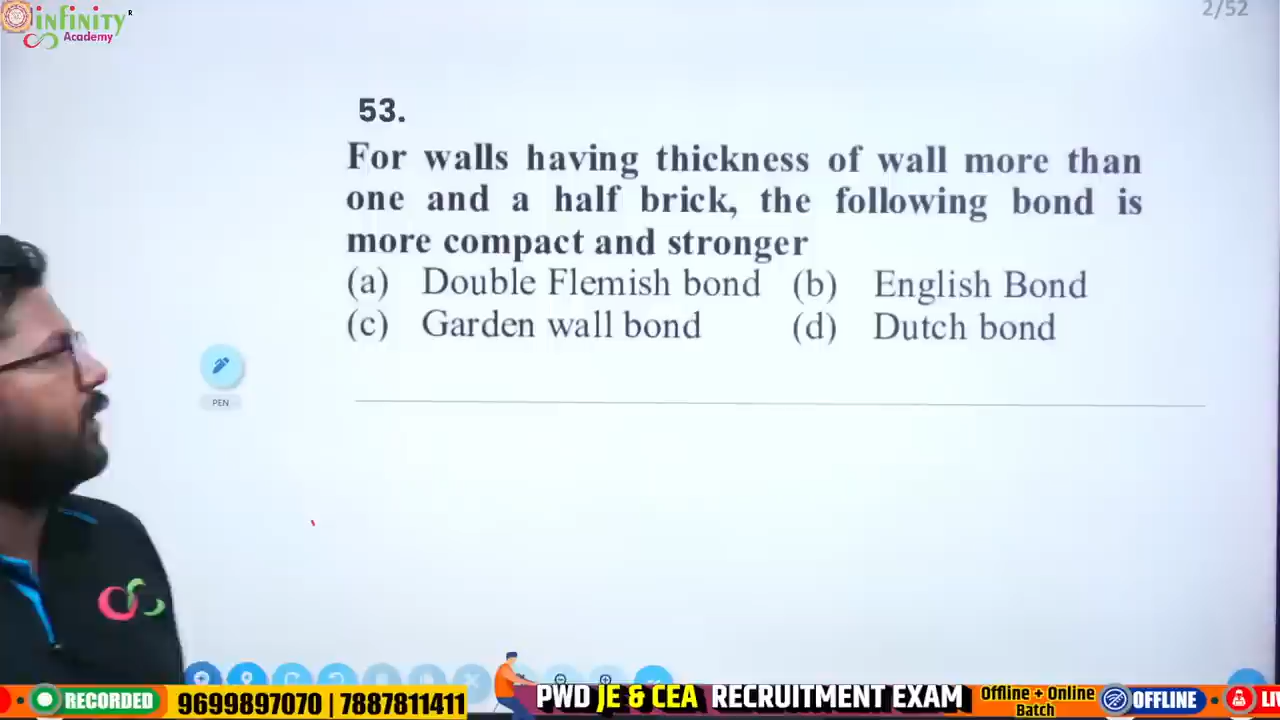 infinity
Academy
2/52
53.
For walls having thickness of wall more than
one and a half brick, the following bond is
more compact and stronger
(a) Double Flemish bond (b) English Bond
(c) Garden wall bond (d) Dutch bond
PEN
RECORDED
9699897070 | 7887811411
PWD JE & CEA RECRUITMENT EXAM
Offline + Online
Batch
OFFLINE
LI